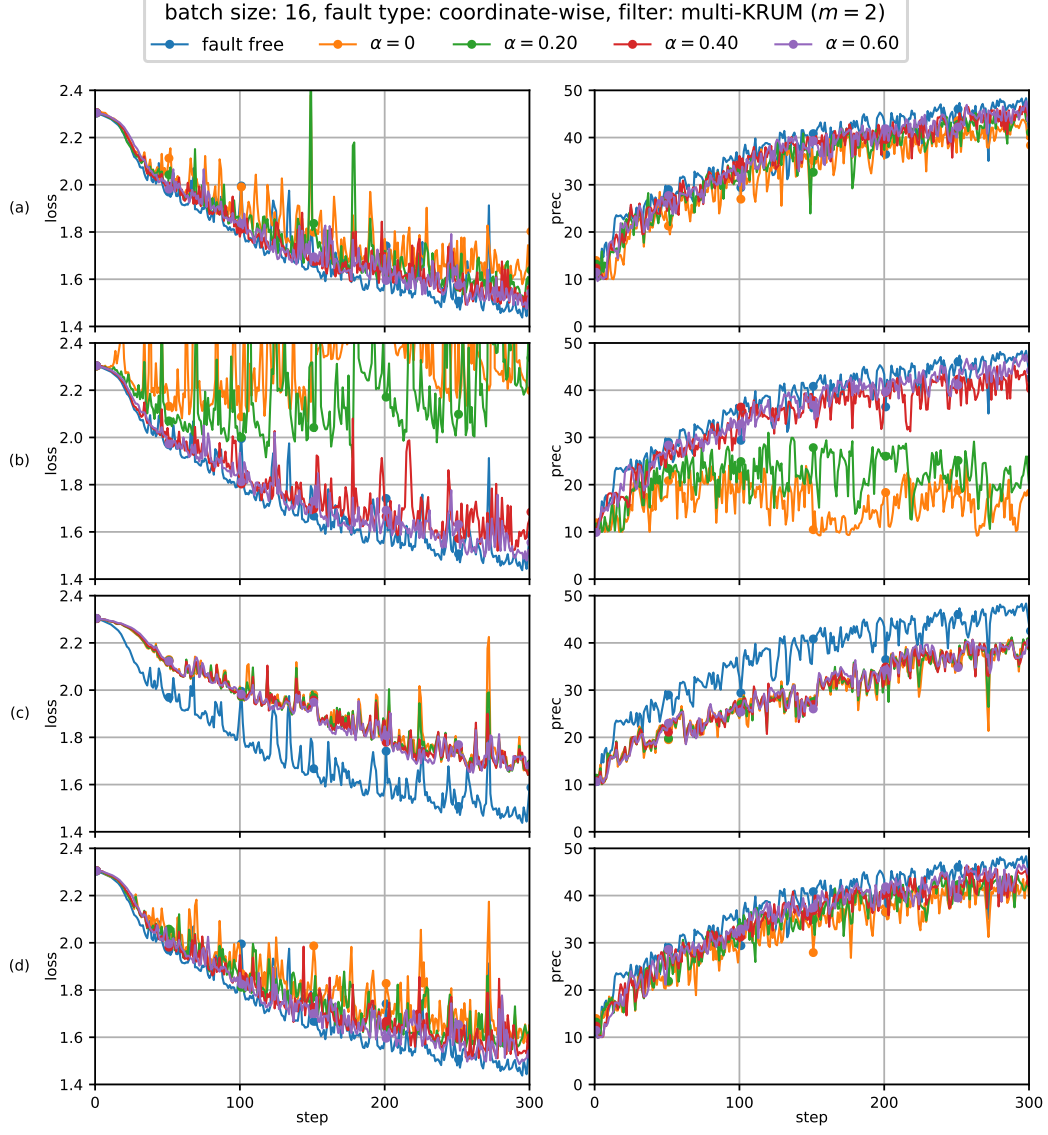 batch size: 16, fault type: coordinate-wise, filter: multi-KRUM (m = 2)
fault free α = 0 α = 0.20 α = 0.40 α = 0.60
(a)
loss
2.4
2.2
2.0
1.8
1.6
1.4
prec
50
40
30
20
10
0
(b)
loss
2.4
2.2
2.0
1.8
1.6
1.4
prec
50
40
30
20
10
0
(c)
loss
2.4
2.2
2.0
1.8
1.6
1.4
prec
50
40
30
20
10
0
(d)
loss
2.4
2.2
2.0
1.8
1.6
1.4
0 100 200 300
step
prec
50
40
30
20
10
0
0 100 200 300
step